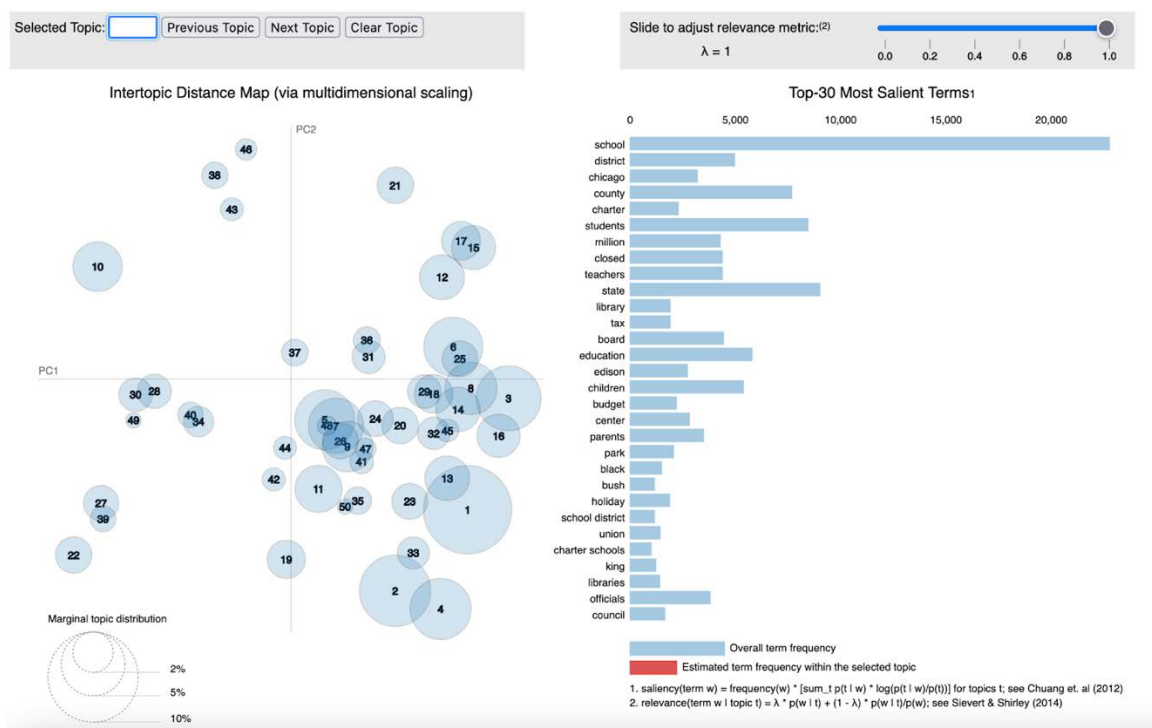 Selected Topic: Previous Topic Next Topic Clear Topic
Slide to adjust relevance metric:(2)
λ = 1
0.0 0.2 0.4 0.6 0.8 1.0
Intertopic Distance Map (via multidimensional scaling)
PC2
PC1
46
38
43
21
17
15
12
10
37
36
31
6
25
30
28
49
40
34
29
18
8
3
14
5
48
7
24
20
32
45
16
26
9
47
41
44
42
11
13
50
35
23
1
27
39
22
19
33
2
4
Marginal topic distribution
2%
5%
10%
Top-30 Most Salient Terms1
0 5,000 10,000 15,000 20,000
school
district
chicago
county
charter
students
million
closed
teachers
state
library
tax
board
education
edison
children
budget
center
parents
park
black
bush
holiday
school district
union
charter schools
king
libraries
officials
council
Overall term frequency
Estimated term frequency within the selected topic
1. saliency(term w) = frequency(w) * [sum_t p(t | w) * log(p(t | w)/p(t))] for topics t; see Chuang et. al (2012)
2. relevance(term w | topic t) = λ * p(w | t) + (1 - λ) * p(w | t)/p(w); see Sievert & Shirley (2014)